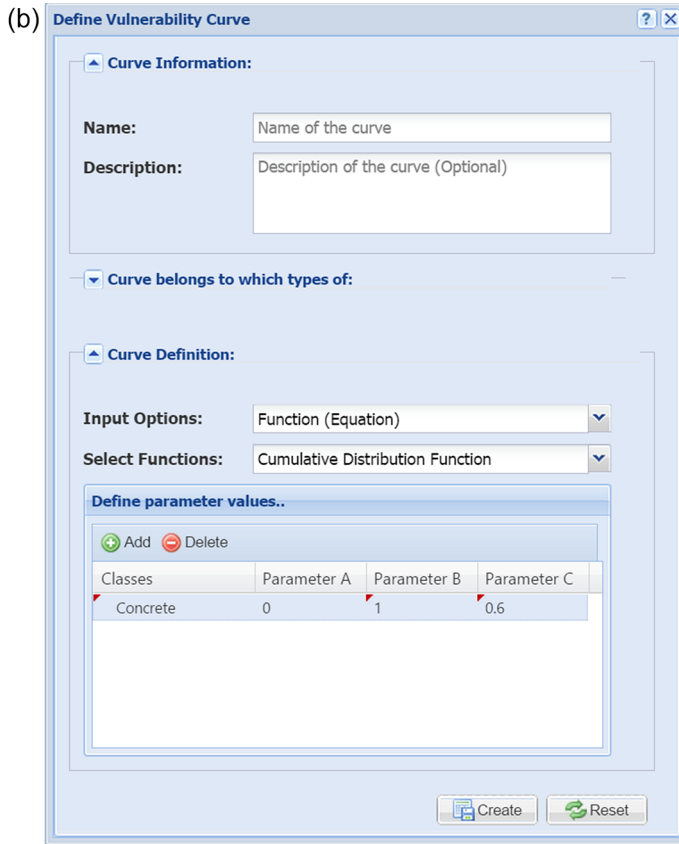 (b)
Define Vulnerability Curve
?
Curve Information:
Name: Name of the curve
Description: Description of the curve (Optional)
Curve belongs to which types of:
Curve Definition:
Input Options: Function (Equation)
Select Functions: Cumulative Distribution Function
Define parameter values..
Add Delete
Classes Parameter A Parameter B Parameter C
Concrete 0 1 0.6
Create Reset